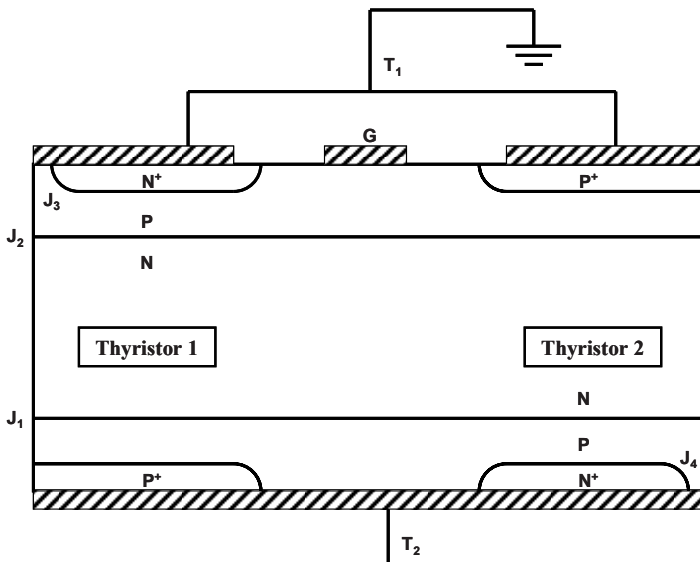 T1
G
N+
P+
J3
P
J2
N
Thyristor 1
Thyristor 2
N
J1
P
J4
P+
N+
T2